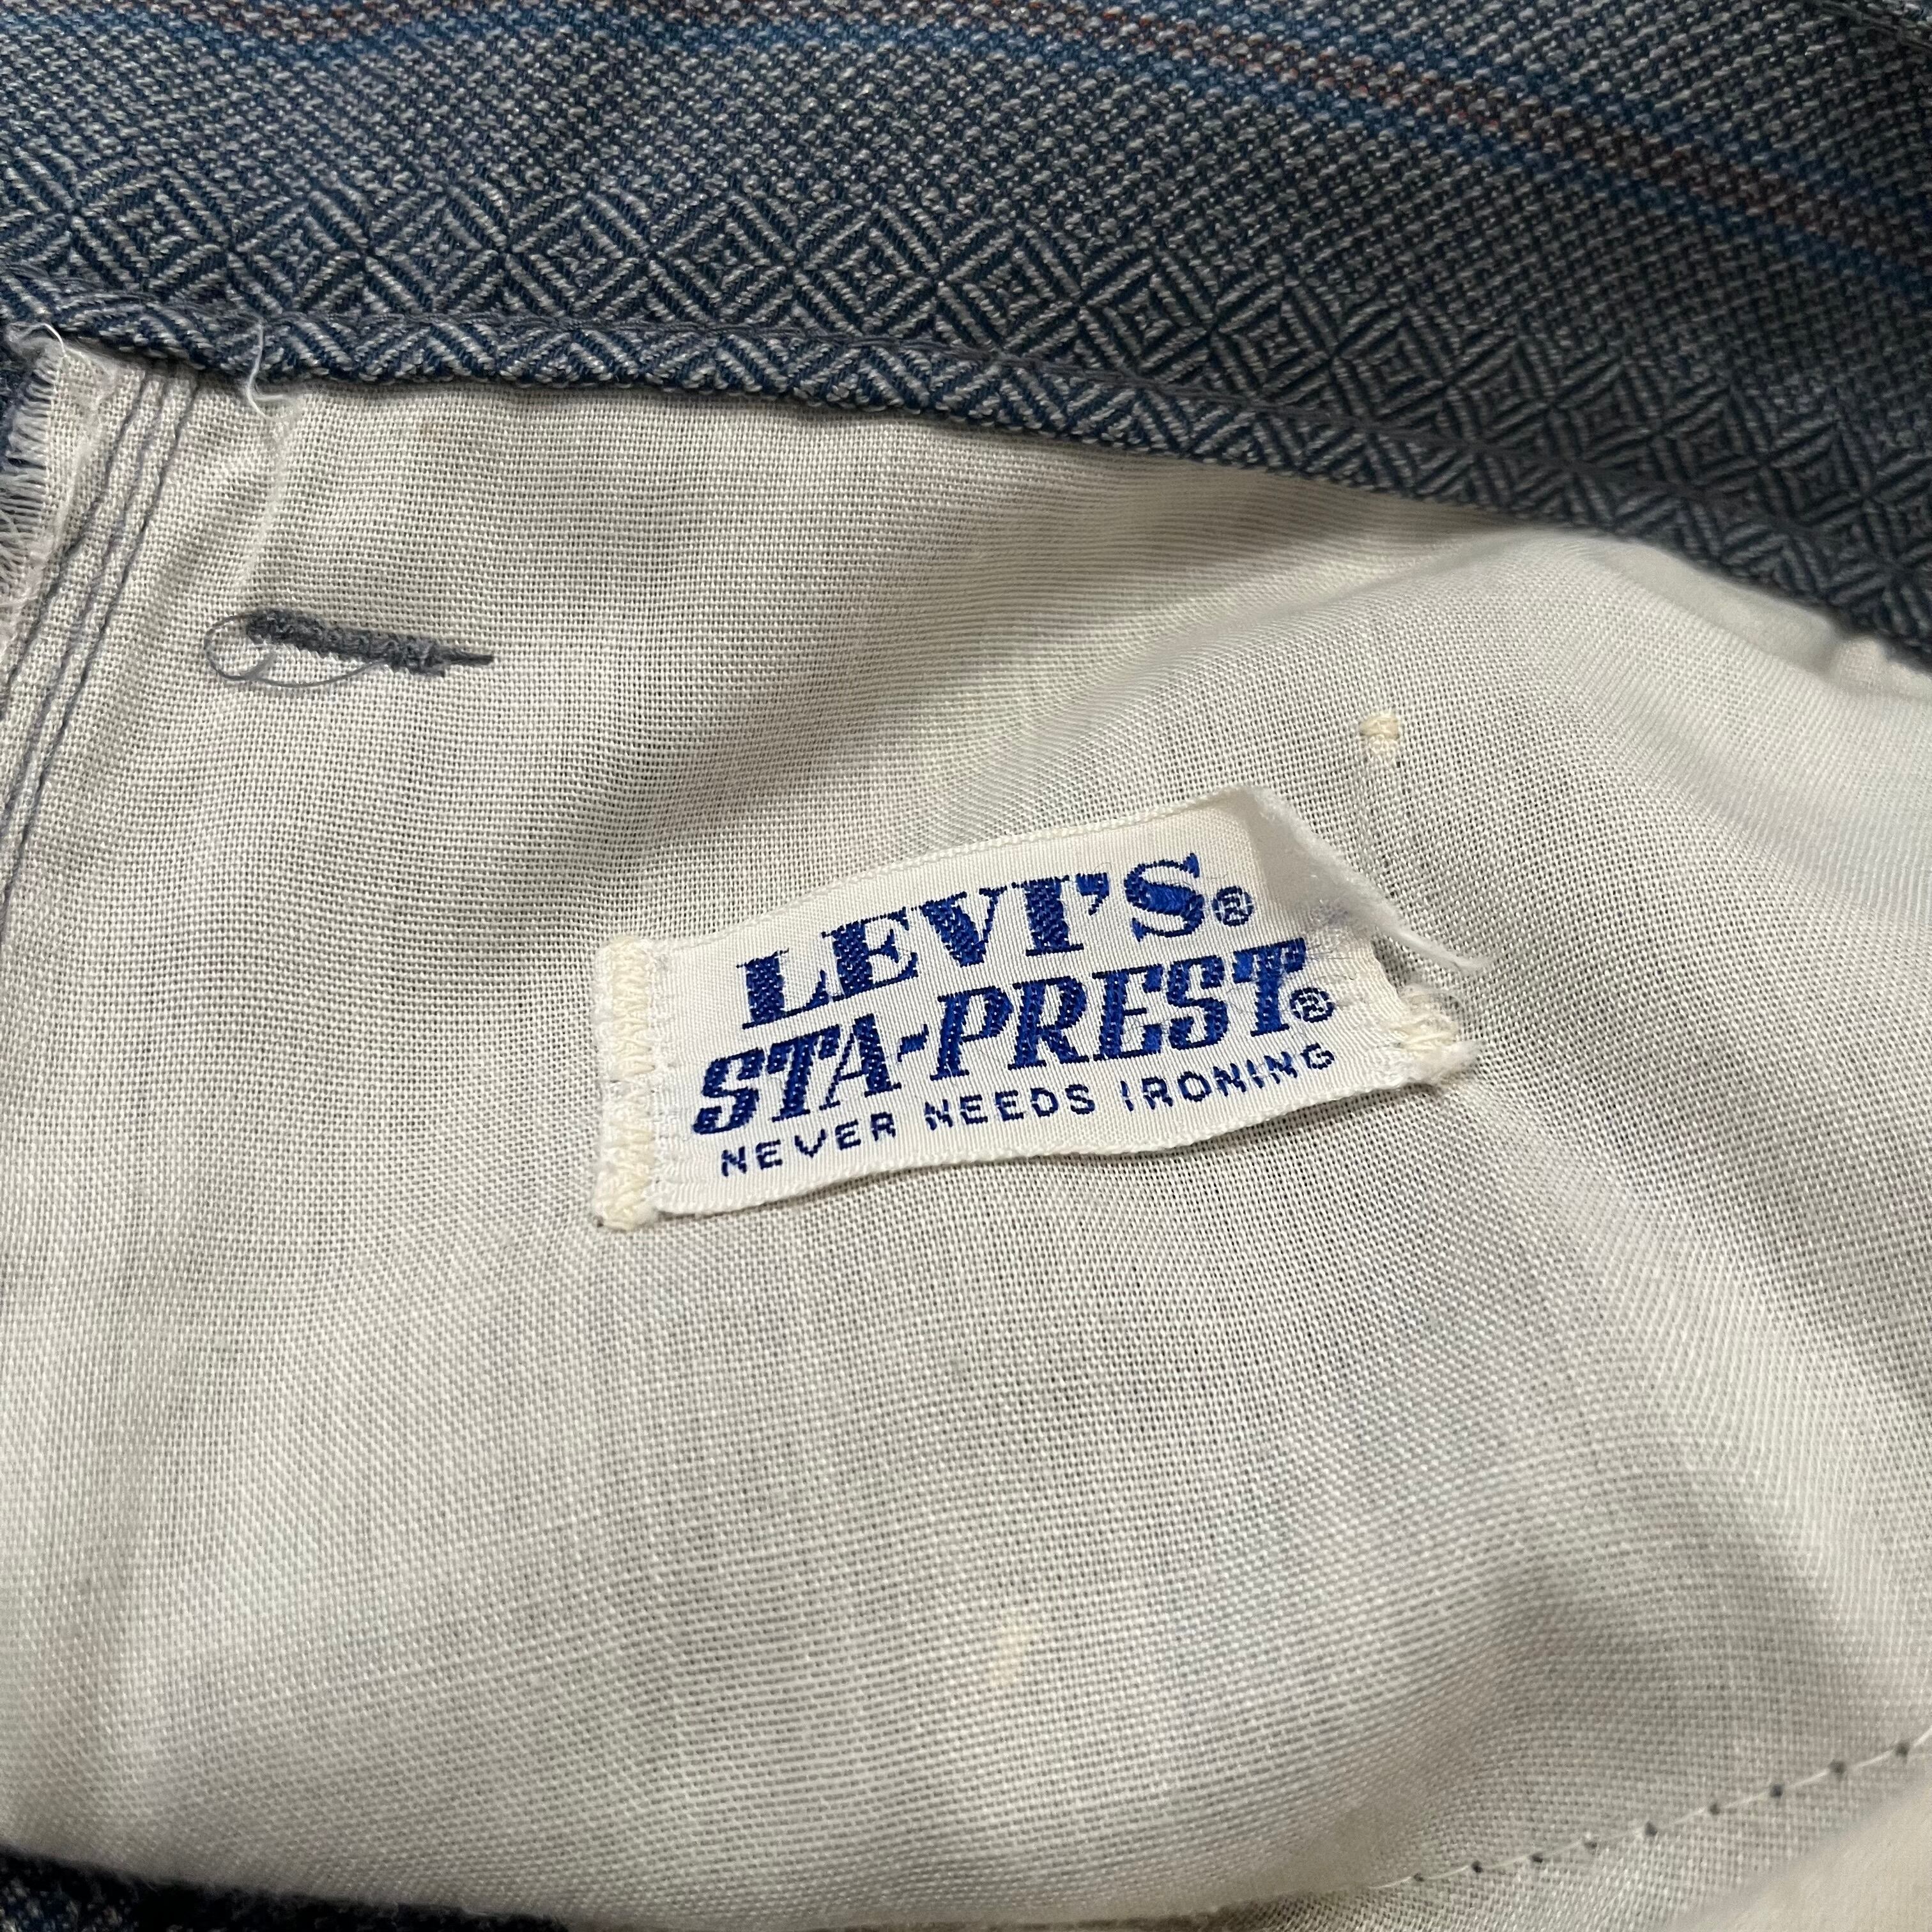 LEVI'S®
STA-PREST®
NEVER NEEDS IRONING